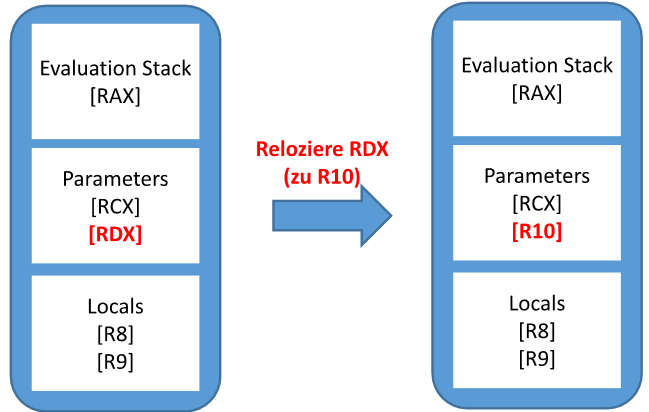 Evaluation Stack
[RAX]
Parameters
[RCX]
[RDX]
Locals
[R8]
[R9]
Reloziere RDX
(zu R10)
Evaluation Stack
[RAX]
Parameters
[RCX]
[R10]
Locals
[R8]
[R9]